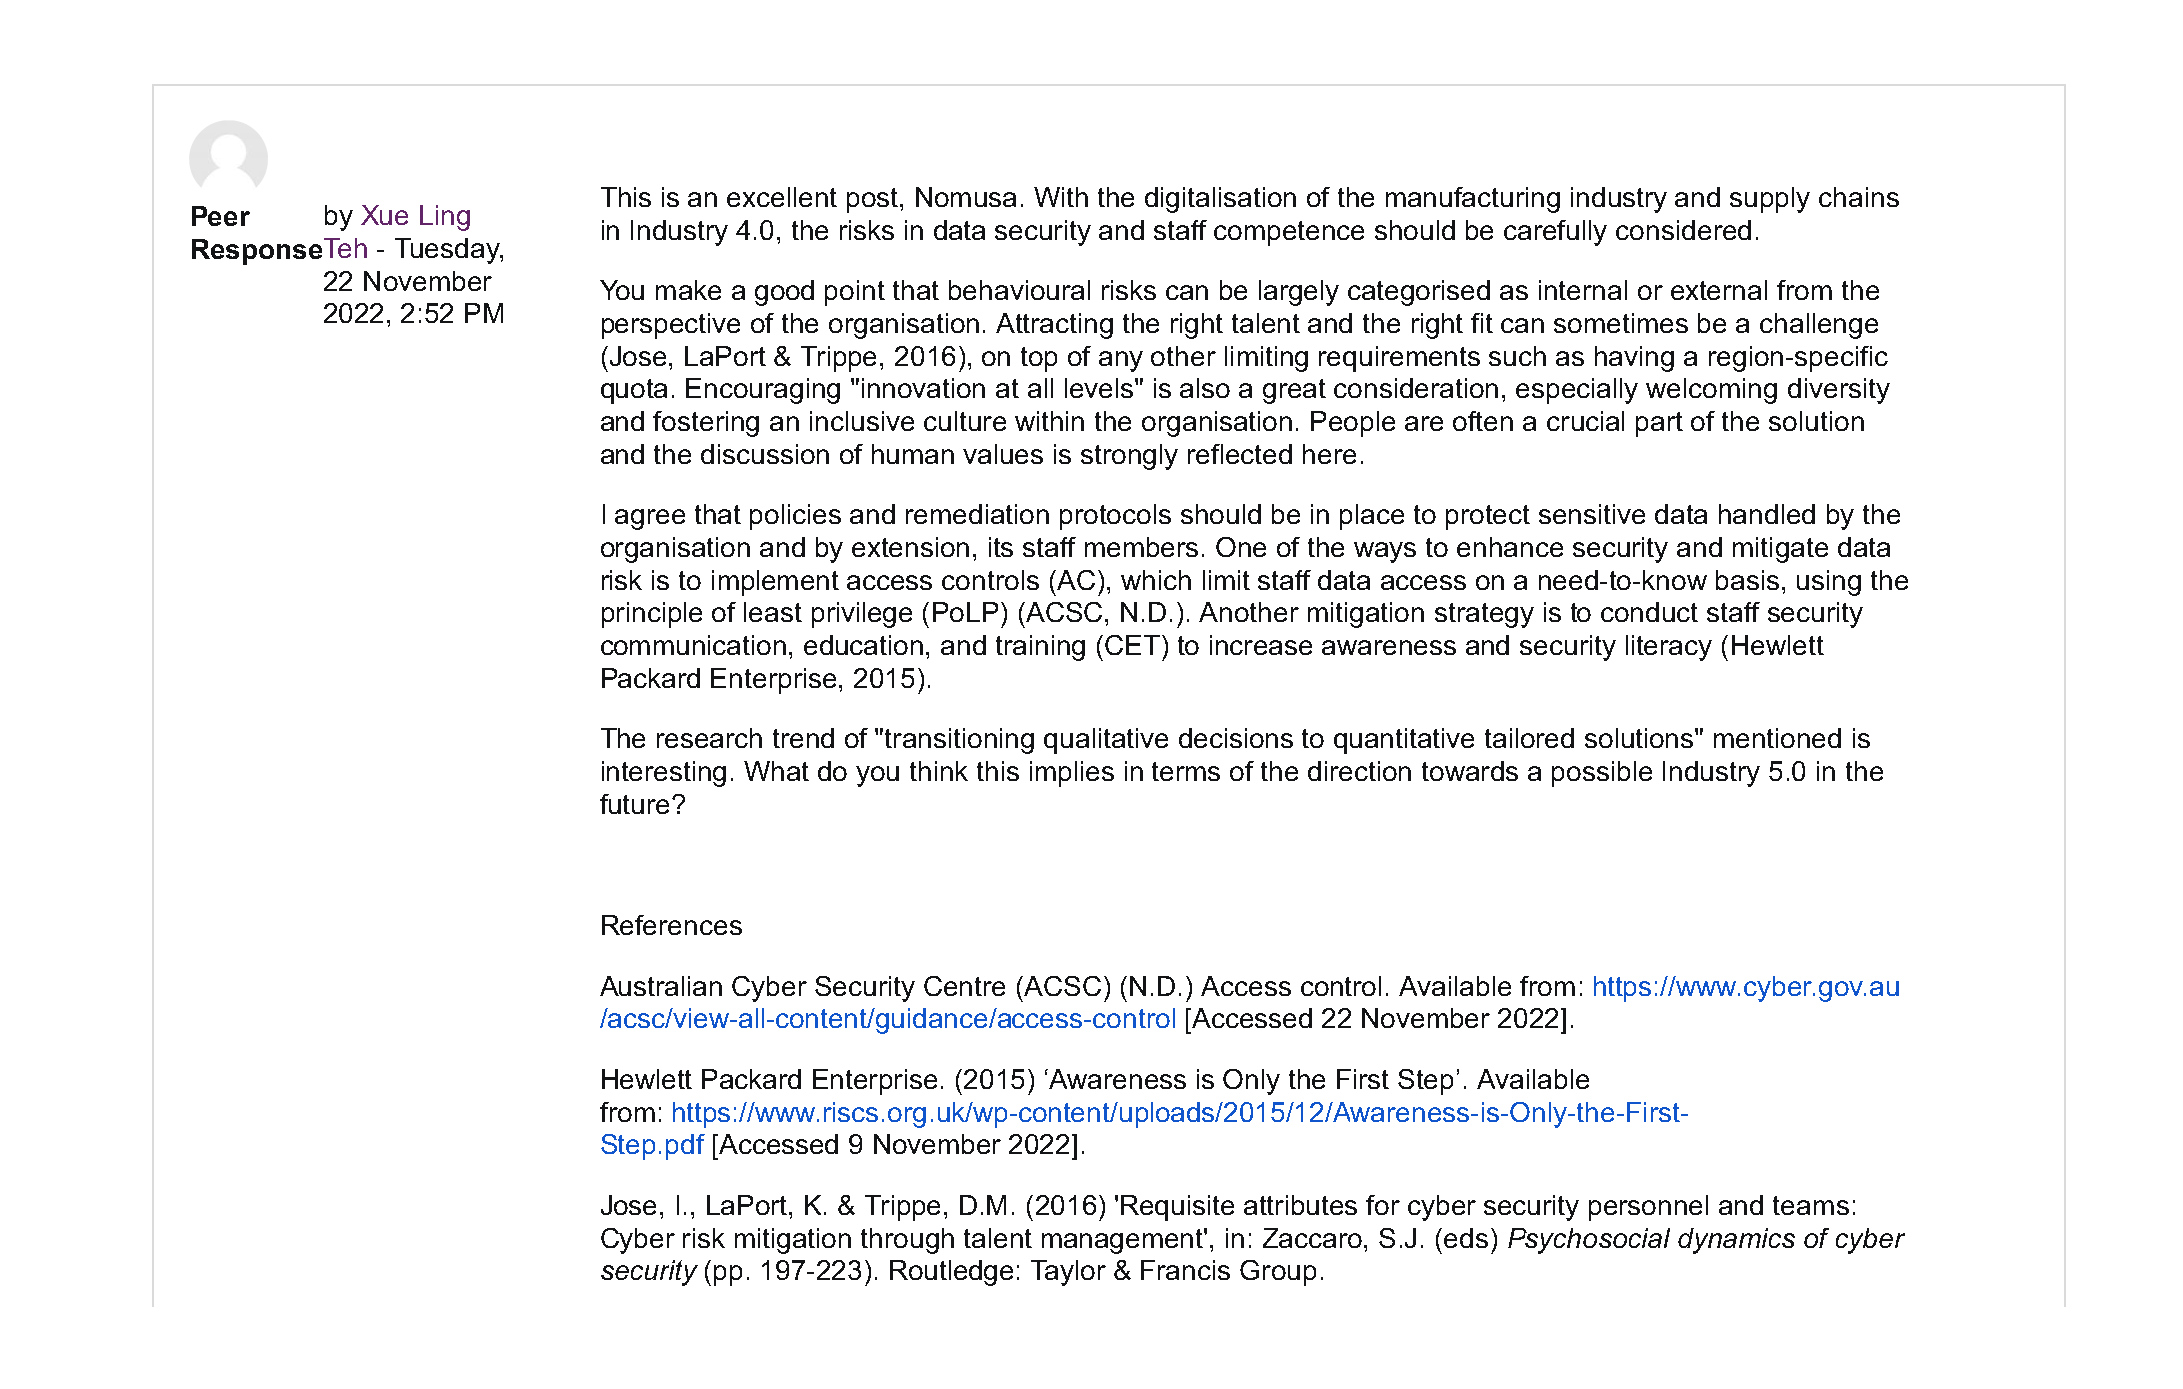 Peer
Response
by Xue Ling
Teh - Tuesday,
22 November
2022, 2:52 PM
This is an excellent post, Nomusa. With the digitalisation of the manufacturing industry and supply chains
in Industry 4.0, the risks in data security and staff competence should be carefully considered.
You make a good point that behavioural risks can be largely categorised as internal or external from the
perspective of the organisation. Attracting the right talent and the right fit can sometimes be a challenge
(Jose, LaPort & Trippe, 2016), on top of any other limiting requirements such as having a region-specific
quota. Encouraging "innovation at all levels" is also a great consideration, especially welcoming diversity
and fostering an inclusive culture within the organisation. People are often a crucial part of the solution
and the discussion of human values is strongly reflected here.
I agree that policies and remediation protocols should be in place to protect sensitive data handled by the
organisation and by extension, its staff members. One of the ways to enhance security and mitigate data
risk is to implement access controls (AC), which limit staff data access on a need-to-know basis, using the
principle of least privilege (PoLP) (ACSC, N.D.). Another mitigation strategy is to conduct staff security
communication, education, and training (CET) to increase awareness and security literacy (Hewlett
Packard Enterprise, 2015).
The research trend of "transitioning qualitative decisions to quantitative tailored solutions" mentioned is
interesting. What do you think this implies in terms of the direction towards a possible Industry 5.0 in the
future?
References
Australian Cyber Security Centre (ACSC) (N.D.) Access control. Available from: https://www.cyber.gov.au
/acsc/view-all-content/guidance/access-control [Accessed 22 November 2022].
Hewlett Packard Enterprise. (2015) ‘Awareness is Only the First Step’. Available
from: https://www.riscs.org.uk/wp-content/uploads/2015/12/Awareness-is-Only-the-First-
Step.pdf [Accessed 9 November 2022].
Jose, I., LaPort, K. & Trippe, D.M. (2016) 'Requisite attributes for cyber security personnel and teams:
Cyber risk mitigation through talent management', in: Zaccaro, S.J. (eds) Psychosocial dynamics of cyber
security (pp. 197-223). Routledge: Taylor & Francis Group.